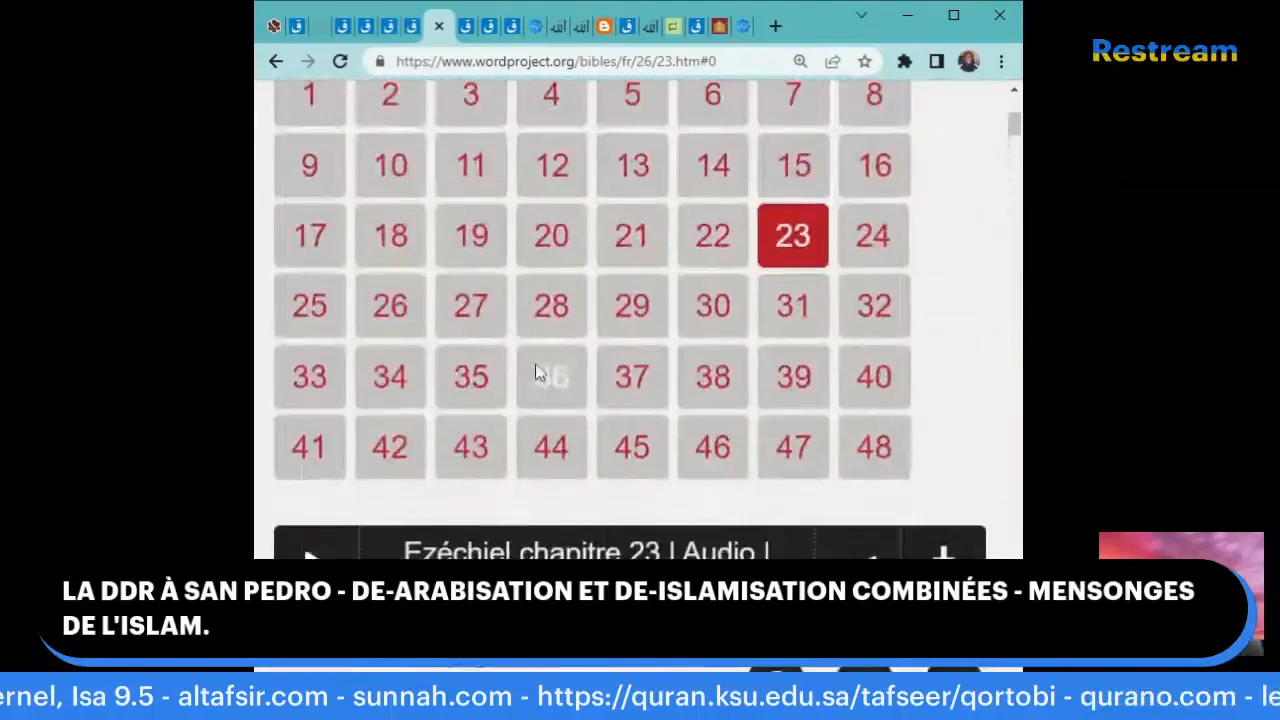 https://www.wordproject.org/bibles/fr/26/23.htm#0
Restream
1 2 3 4 5 6 7 8
9 10 11 12 13 14 15 16
17 18 19 20 21 22 23 24
25 26 27 28 29 30 31 32
33 34 35 36 37 38 39 40
41 42 43 44 45 46 47 48
Ezéchiel chapitre 23 | Audio |
LA DDR À SAN PEDRO - DE-ARABISATION ET DE-ISLAMISATION COMBINÉES - MENSONGES
DE L'ISLAM.
ernel, Isa 9.5 - altafsir.com - sunnah.com - https://quran.ksu.edu.sa/tafseer/qortobi - qurano.com - le